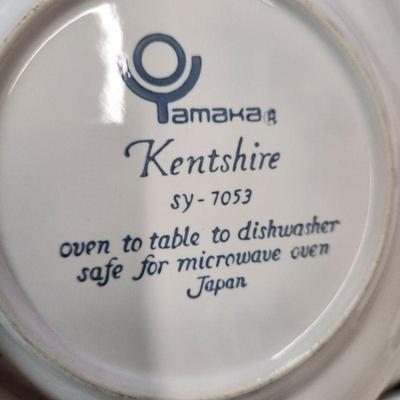 Yamaka®
Kentshire
SY-7053
oven to table to dishwasher
safe for microwave oven
Japan